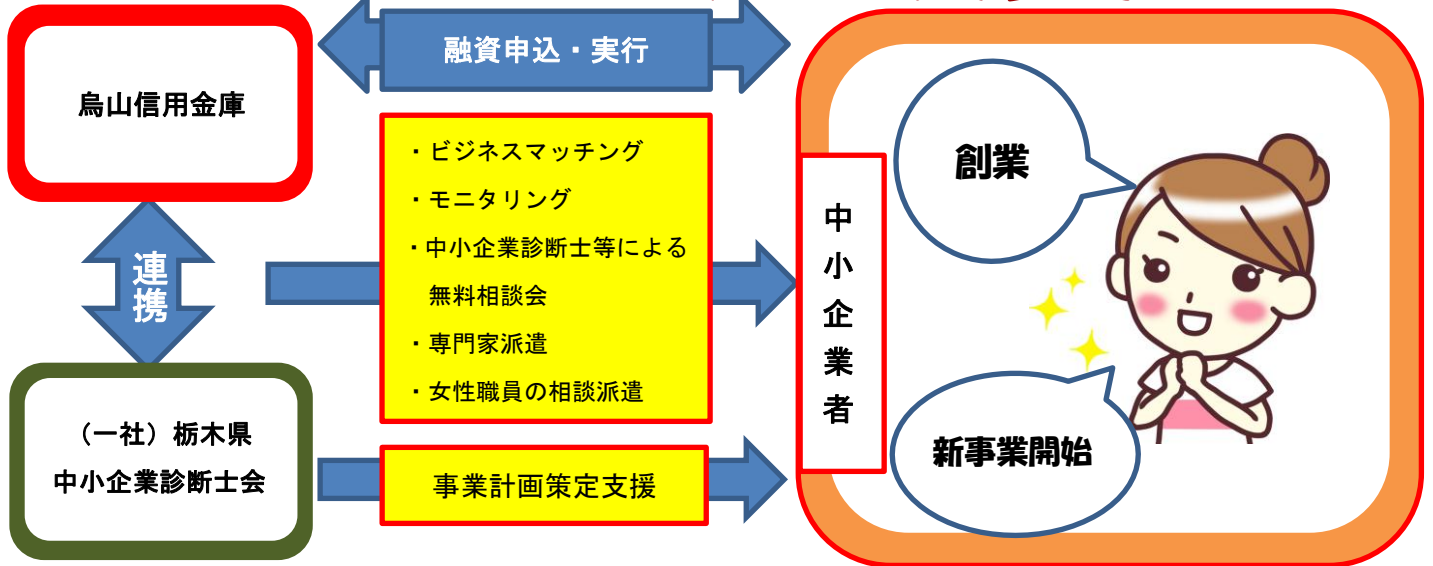 融資申込・実行
烏山信用金庫
連携
（一社）栃木県
中小企業診断士会
・ビジネスマッチング
・モニタリング
・中小企業診断士等による
無料相談会
・専門家派遣
・女性職員の相談派遣
事業計画策定支援
中小企業者
創業
新事業開始